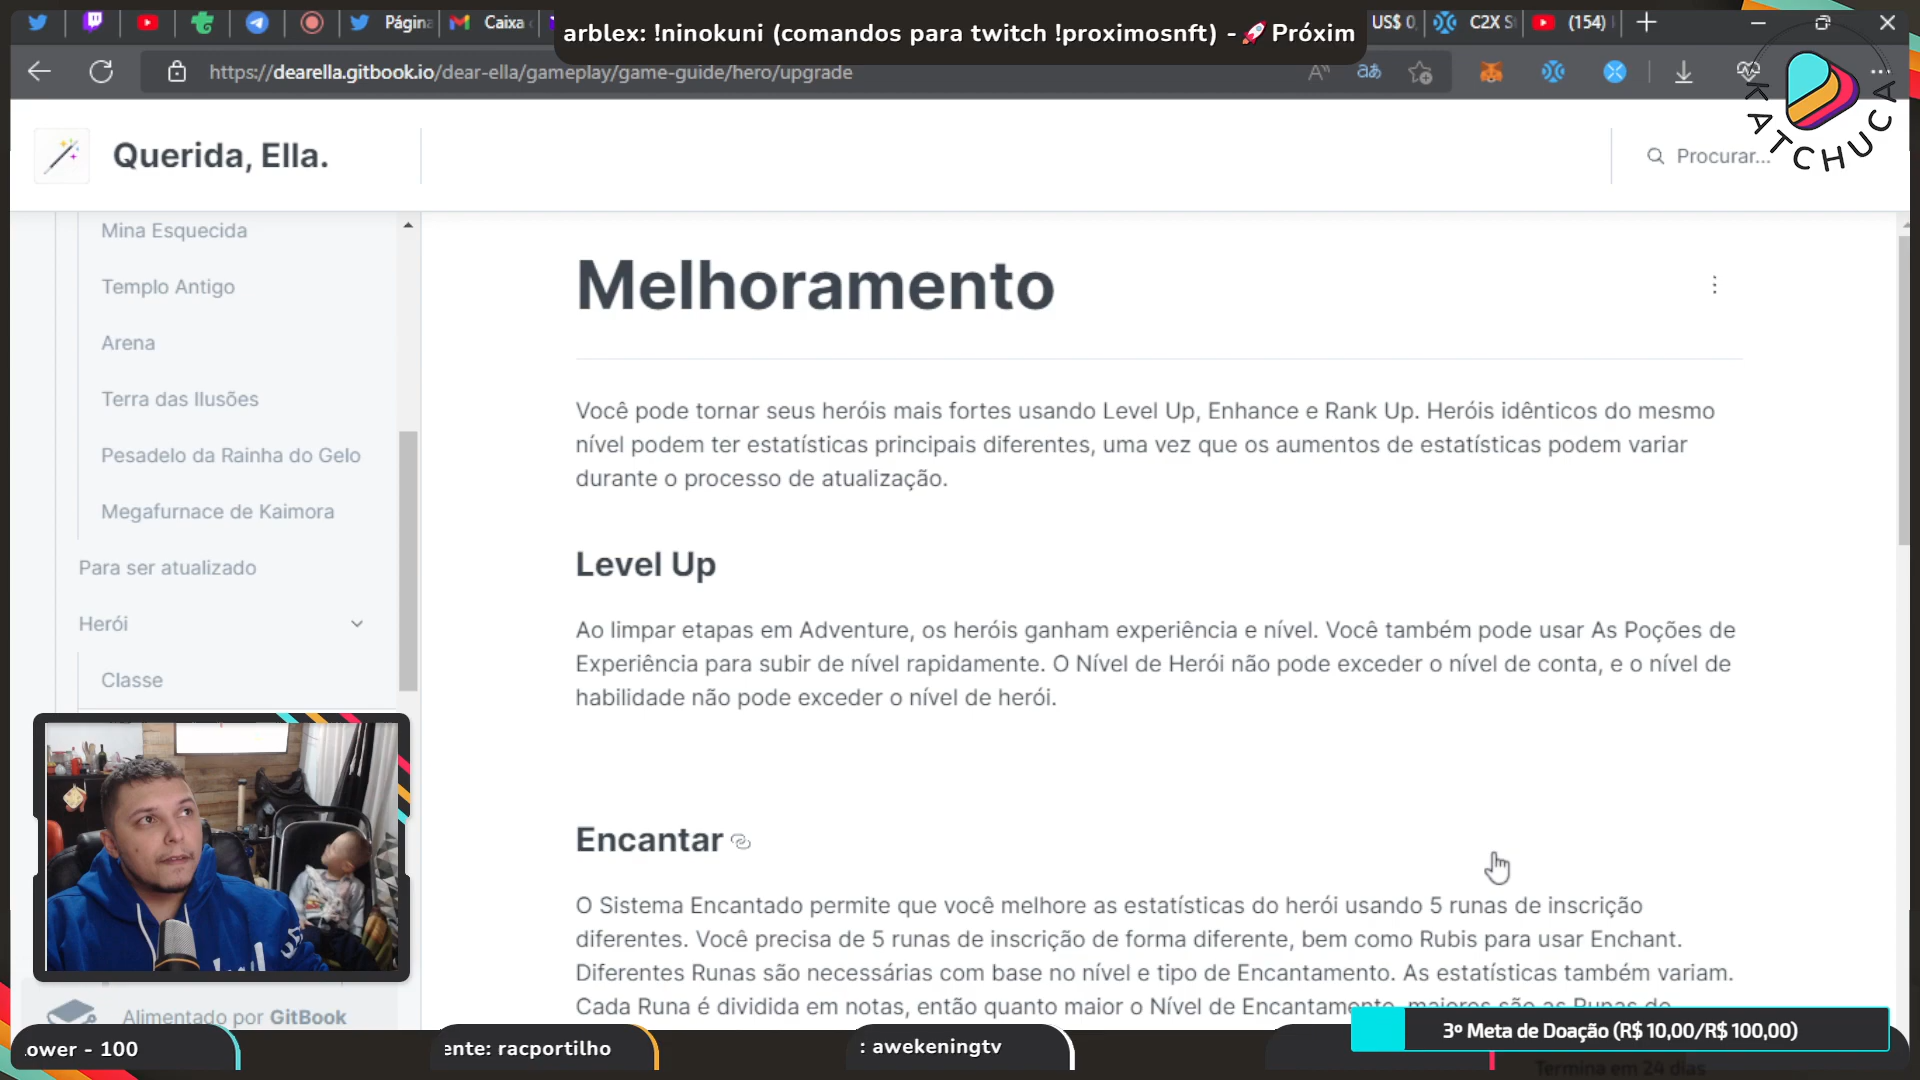 Página
Caixa
arblex: !ninokuni (comandos para twitch !proximosnft) - 🚀 Próxim
US$ 0,
C2X S
(154)
https://dearella.gitbook.io/dear-ella/gameplay/game-guide/hero/upgrade
KATCHUCA
Querida, Ella.
Procurar...
Mina Esquecida
Templo Antigo
Arena
Terra das Ilusões
Pesadelo da Rainha do Gelo
Megafurnace de Kaimora
Para ser atualizado
Herói
Classe
Alimentado por GitBook
Melhoramento
Você pode tornar seus heróis mais fortes usando Level Up, Enhance e Rank Up. Heróis idênticos do mesmo
nível podem ter estatísticas principais diferentes, uma vez que os aumentos de estatísticas podem variar
durante o processo de atualização.
Level Up
Ao limpar etapas em Adventure, os heróis ganham experiência e nível. Você também pode usar As Poções de
Experiência para subir de nível rapidamente. O Nível de Herói não pode exceder o nível de conta, e o nível de
habilidade não pode exceder o nível de herói.
Encantar
O Sistema Encantado permite que você melhore as estatísticas do herói usando 5 runas de inscrição
diferentes. Você precisa de 5 runas de inscrição de forma diferente, bem como Rubis para usar Enchant.
Diferentes Runas são necessárias com base no nível e tipo de Encantamento. As estatísticas também variam.
Cada Runa é dividida em notas, então quanto maior o Nível de Encantamento, maiores são as Runas de
3º Meta de Doação (R$ 10,00/R$ 100,00)
Termina em 24 dias
ower - 100
ente: racportilho
: awekeningtv